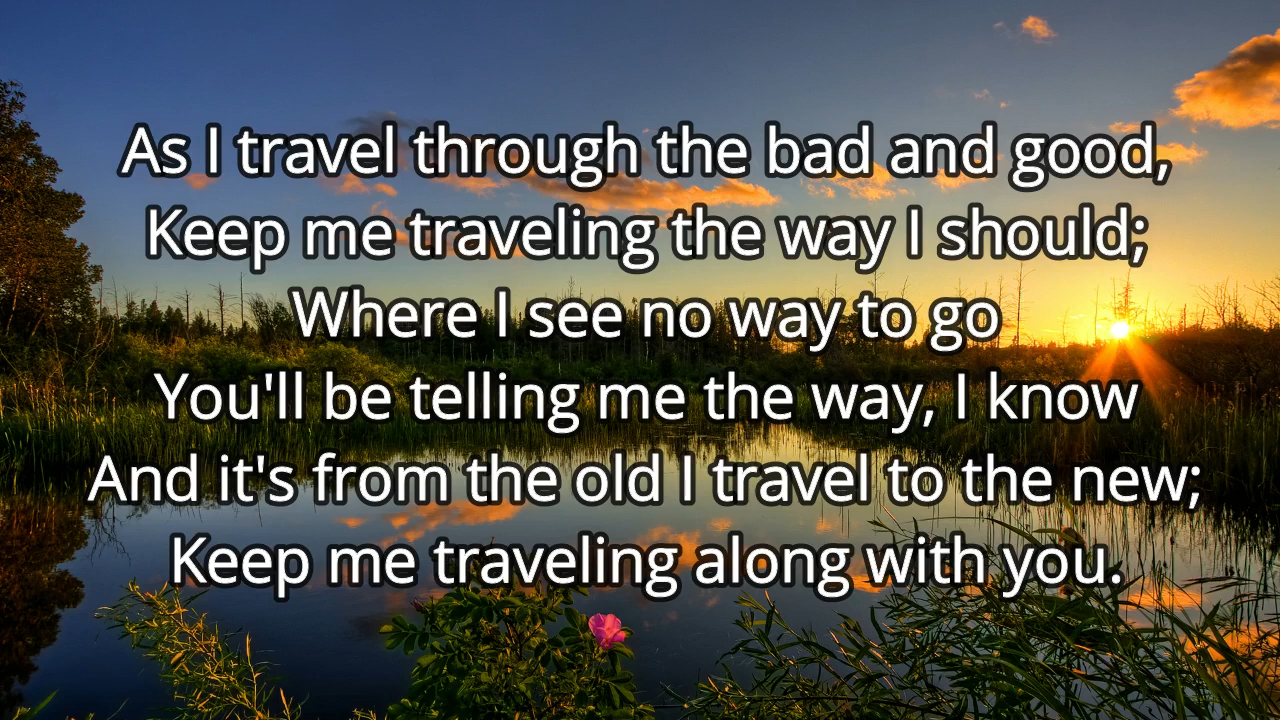 As I travel through the bad and good,
Keep me traveling the way I should;
Where I see no way to go
You'll be telling me the way, I know
And it's from the old I travel to the new;
Keep me traveling along with you.